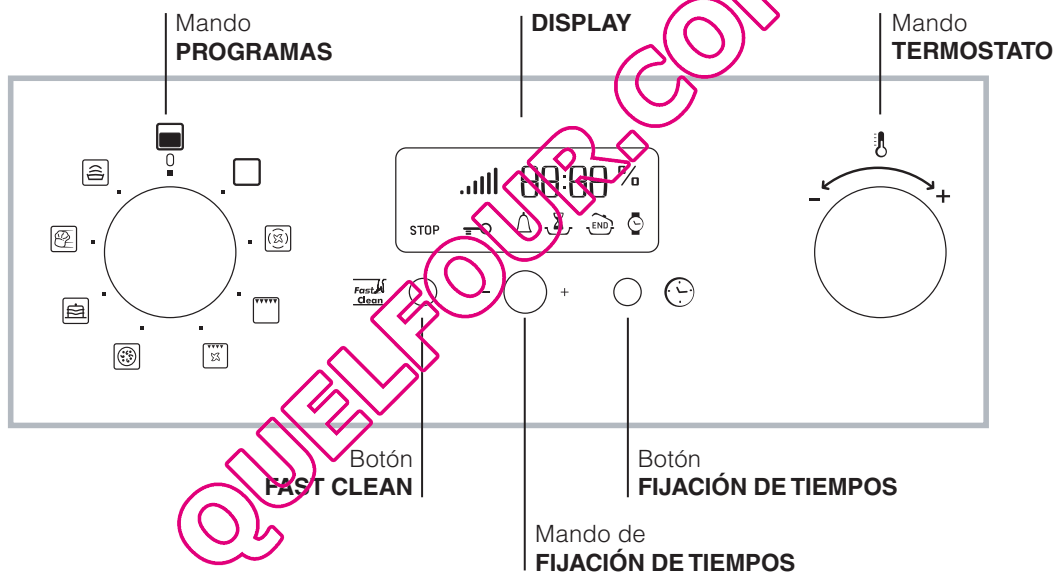 Mando
PROGRAMAS
DISPLAY
Mando
TERMOSTATO
0
88:88 %
- +
STOP
END
Fast
Clean
- +
Botón
FAST CLEAN
Botón
FIJACIÓN DE TIEMPOS
Mando de
FIJACIÓN DE TIEMPOS
QUELFOUR.COM